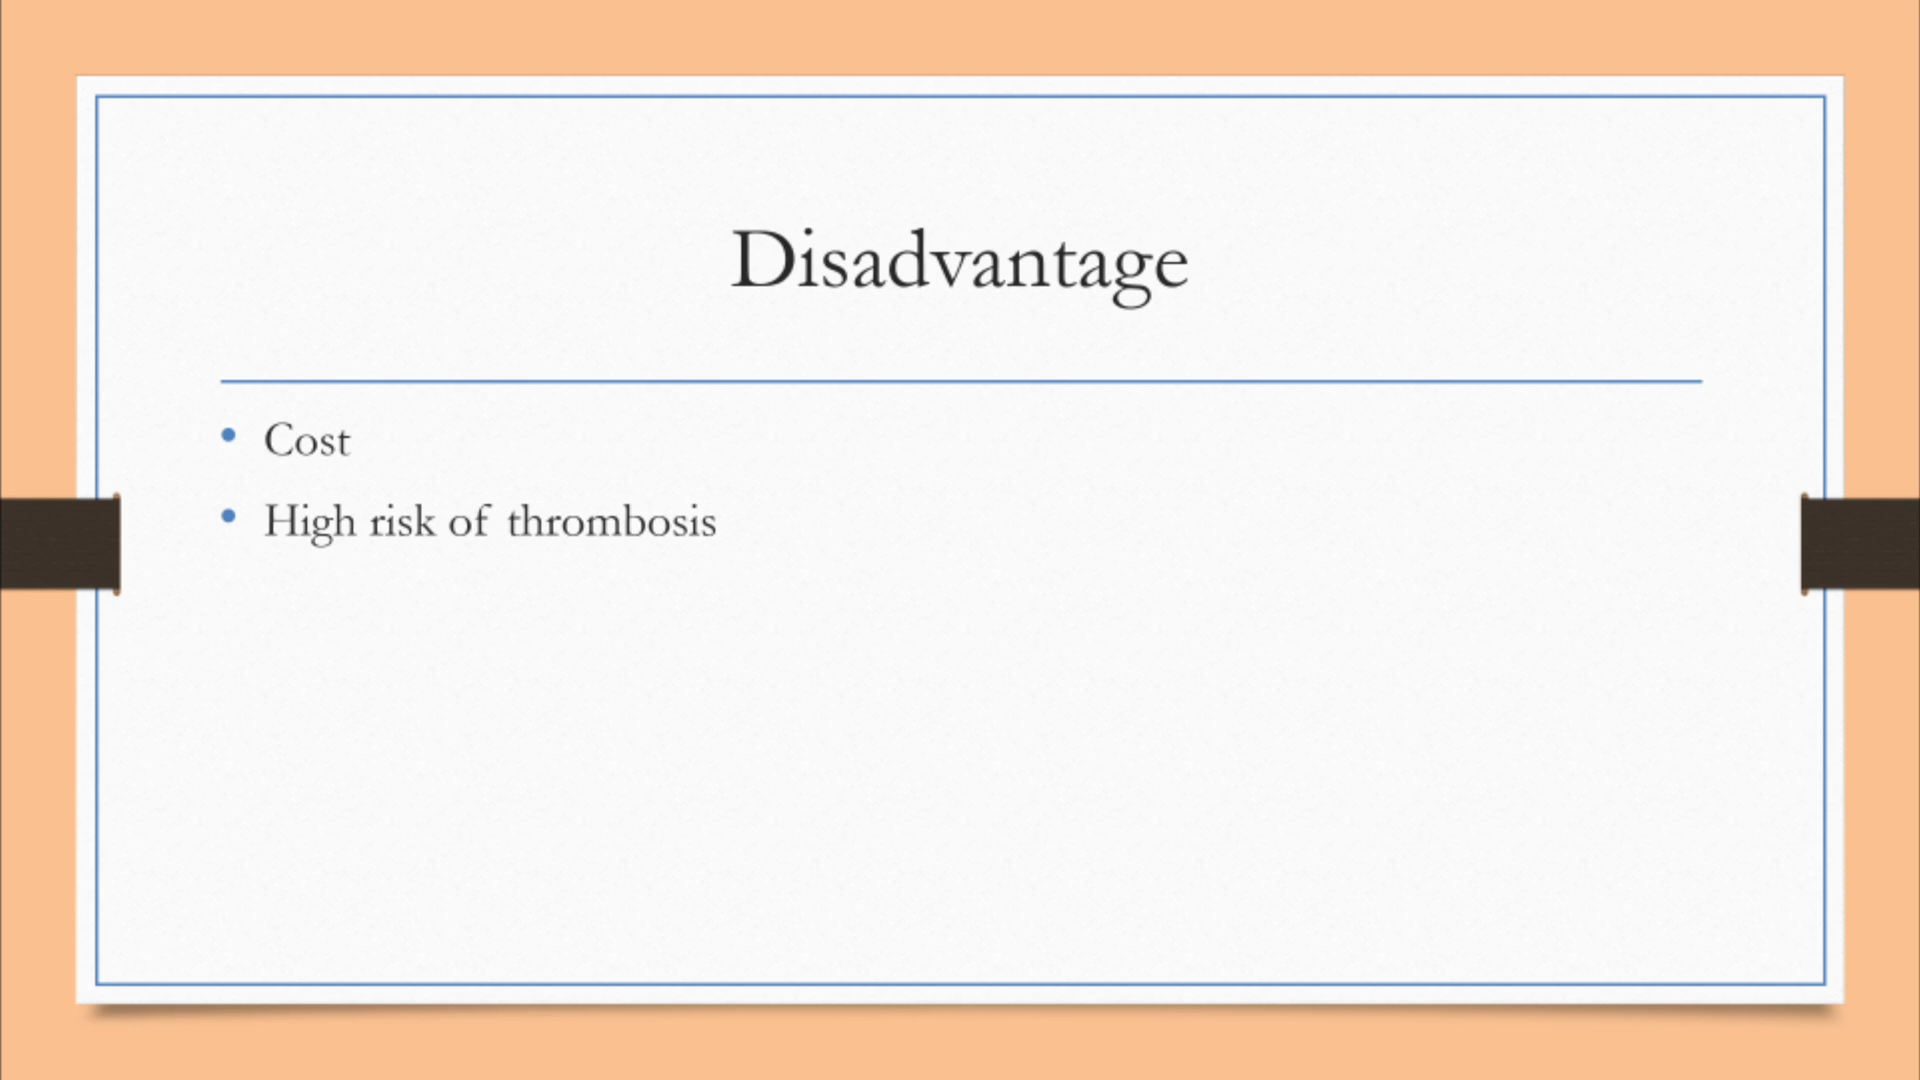 Disadvantage
• Cost
• High risk of thrombosis